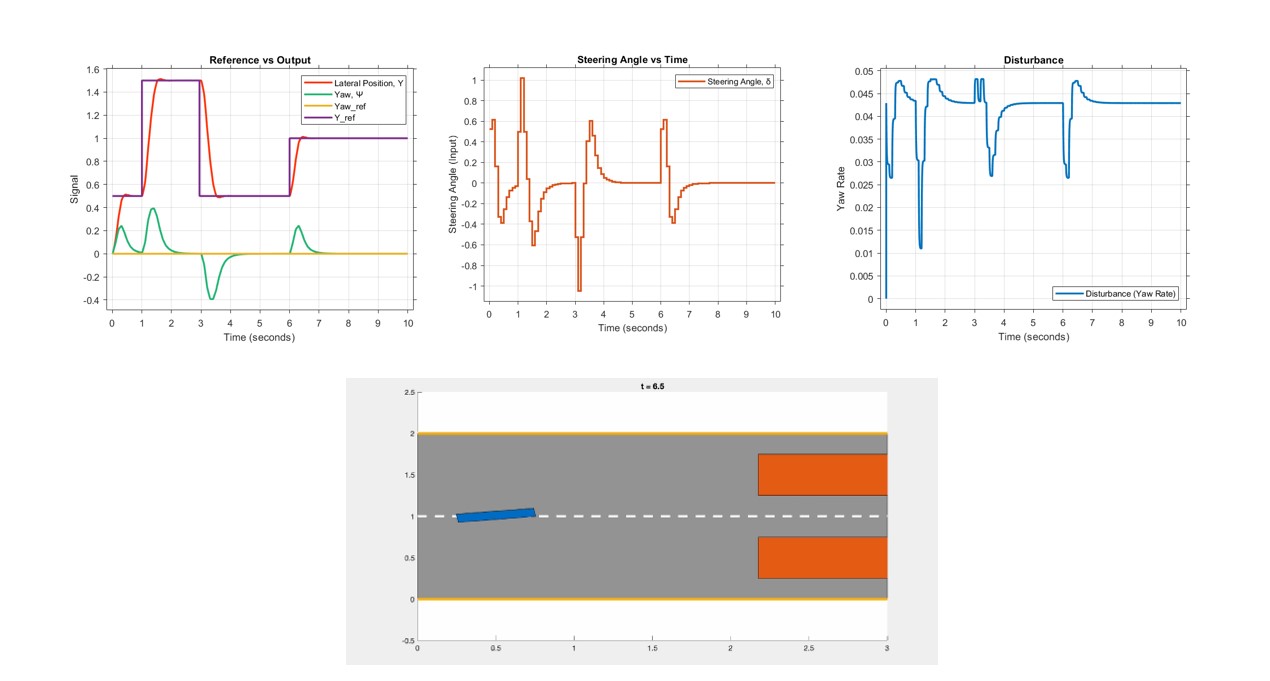 Reference vs Output
1.6
1.4
1.2
1
0.8
0.6
0.4
0.2
0
-0.2
-0.4
Signal
Lateral Position, Y
Yaw, Ψ
Yaw_ref
Y_ref
0 1 2 3 4 5 6 7 8 9 10
Time (seconds)
Steering Angle vs Time
1
0.8
0.6
0.4
0.2
0
-0.2
-0.4
-0.6
-0.8
-1
Steering Angle (Input)
Steering Angle, δ
0 1 2 3 4 5 6 7 8 9 10
Time (seconds)
Disturbance
0.05
0.045
0.04
0.035
0.03
0.025
0.02
0.015
0.01
0.005
0
Yaw Rate
Disturbance (Yaw Rate)
0 1 2 3 4 5 6 7 8 9 10
Time (seconds)
t = 6.5
2.5
2
1.5
1
0.5
0
-0.5
0 0.5 1 1.5 2 2.5 3